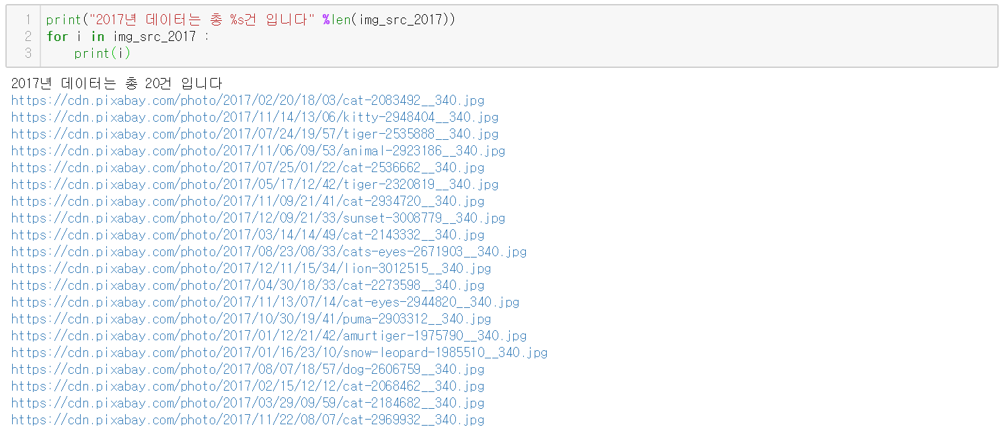 1 print("2017년 데이터는 총 %s건 입니다" %len(img_src_2017))
2 for i in img_src_2017 :
3     print(i)
2017년 데이터는 총 20건 입니다
https://cdn.pixabay.com/photo/2017/02/20/18/03/cat-2083492__340.jpg
https://cdn.pixabay.com/photo/2017/11/14/13/06/kitty-2948404__340.jpg
https://cdn.pixabay.com/photo/2017/07/24/19/57/tiger-2535888__340.jpg
https://cdn.pixabay.com/photo/2017/11/06/09/53/animal-2923186__340.jpg
https://cdn.pixabay.com/photo/2017/07/25/01/22/cat-2536662__340.jpg
https://cdn.pixabay.com/photo/2017/05/17/12/42/tiger-2320819__340.jpg
https://cdn.pixabay.com/photo/2017/11/09/21/41/cat-2934720__340.jpg
https://cdn.pixabay.com/photo/2017/12/09/21/33/sunset-3008779__340.jpg
https://cdn.pixabay.com/photo/2017/03/14/14/49/cat-2143332__340.jpg
https://cdn.pixabay.com/photo/2017/08/23/08/33/cats-eyes-2671903__340.jpg
https://cdn.pixabay.com/photo/2017/12/11/15/34/lion-3012515__340.jpg
https://cdn.pixabay.com/photo/2017/04/30/18/33/cat-2273598__340.jpg
https://cdn.pixabay.com/photo/2017/11/13/07/14/cat-eyes-2944820__340.jpg
https://cdn.pixabay.com/photo/2017/10/30/19/41/puma-2903312__340.jpg
https://cdn.pixabay.com/photo/2017/01/12/21/42/amurtiger-1975790__340.jpg
https://cdn.pixabay.com/photo/2017/01/16/23/10/snow-leopard-1985510__340.jpg
https://cdn.pixabay.com/photo/2017/08/07/18/57/dog-2606759__340.jpg
https://cdn.pixabay.com/photo/2017/02/15/12/12/cat-2068462__340.jpg
https://cdn.pixabay.com/photo/2017/03/29/09/59/cat-2184682__340.jpg
https://cdn.pixabay.com/photo/2017/11/22/08/07/cat-2969932__340.jpg